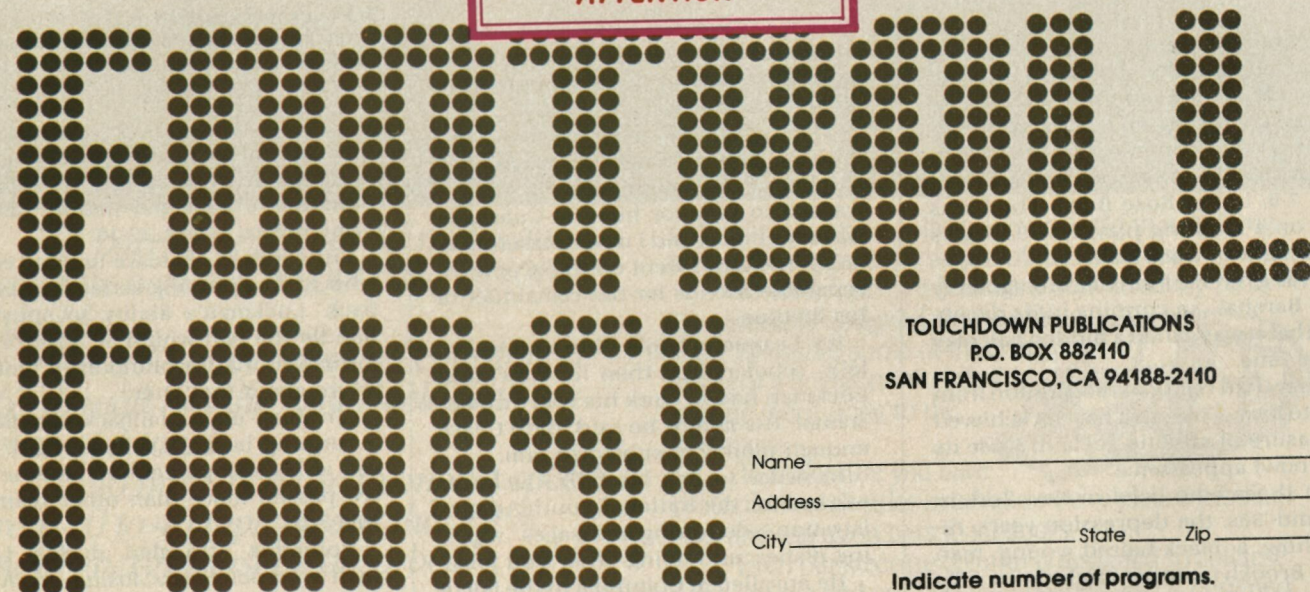 ATTENTION
FOOTBALL
FANS!
TOUCHDOWN PUBLICATIONS
P.O. BOX 882110
SAN FRANCISCO, CA 94188-2110
Name
Address
City State Zip
Indicate number of programs.